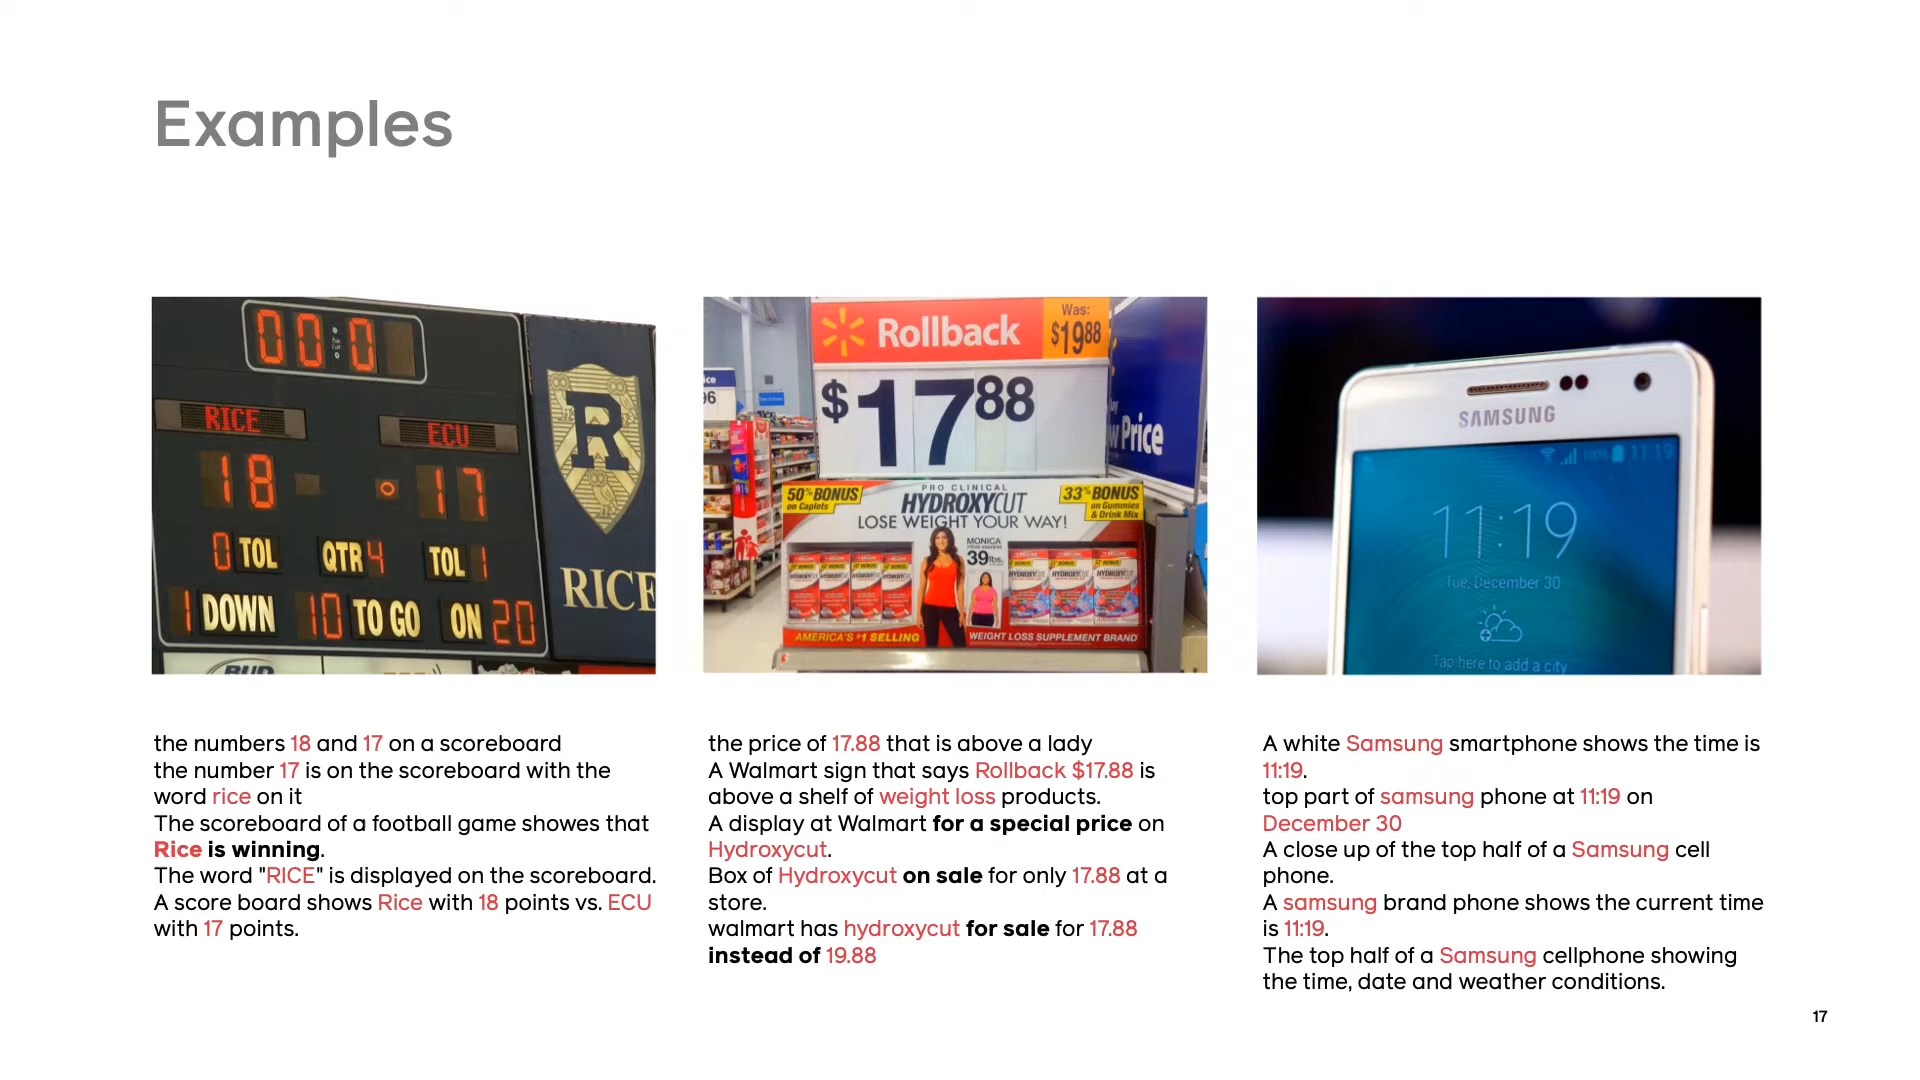 Examples
00:0
RICE
ECU
18
17
0 TOL
QTR 4
TOL 1
1 DOWN
10 TO GO
ON 20
R
RICE
BUD
Rollback
Was:
$1988
$1788
ice
96
w Price
50% BONUS
on Caplets
PRO CLINICAL
HYDROXYCUT
LOSE WEIGHT YOUR WAY!
33% BONUS
on Gummies
& Drink Mix
MONICA
39lbs.
AMERICA'S #1 SELLING
WEIGHT LOSS SUPPLEMENT BRAND
SAMSUNG
100% 11:19
11:19
Tue, December 30
Tap here to add a city
the numbers 18 and 17 on a scoreboard
the number 17 is on the scoreboard with the
word rice on it
The scoreboard of a football game showes that
Rice is winning.
The word "RICE" is displayed on the scoreboard.
A score board shows Rice with 18 points vs. ECU
with 17 points.
the price of 17.88 that is above a lady
A Walmart sign that says Rollback $17.88 is
above a shelf of weight loss products.
A display at Walmart for a special price on
Hydroxycut.
Box of Hydroxycut on sale for only 17.88 at a
store.
walmart has hydroxycut for sale for 17.88
instead of 19.88
A white Samsung smartphone shows the time is
11:19.
top part of samsung phone at 11:19 on
December 30
A close up of the top half of a Samsung cell
phone.
A samsung brand phone shows the current time
is 11:19.
The top half of a Samsung cellphone showing
the time, date and weather conditions.
17